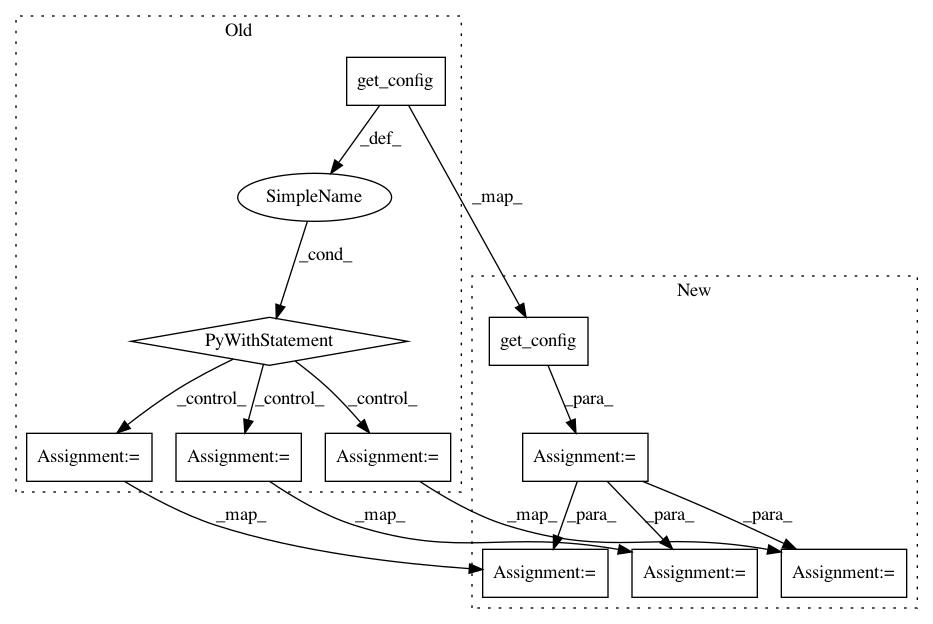 Old
get_config
_def_
SimpleName
_map_
_cond_
New
PyWithStatement
get_config
_control_ _control_ _control_
_para_
Assignment:= Assignment:= Assignment:= Assignment:=
_map_ _map_ _map_ _para_ _para_ _para_
Assignment:= Assignment:= Assignment:=